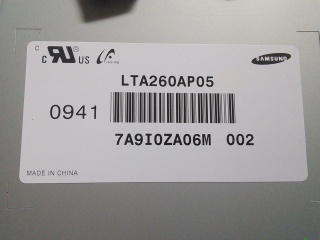 c US
SAMSUNG
LTA260AP05
0941
7A9I0ZA06M 002
MADE IN CHINA